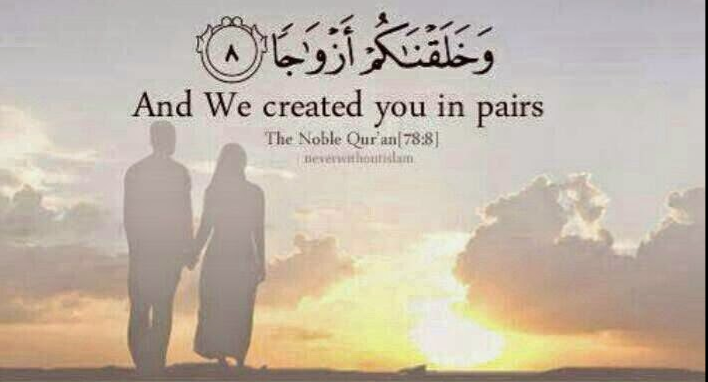 وَخَلَقْنَـٰكُمْ أَزْوَٰجًا ٨
And We created you in pairs
The Noble Qur'an[78:8]
neverwithoutislam